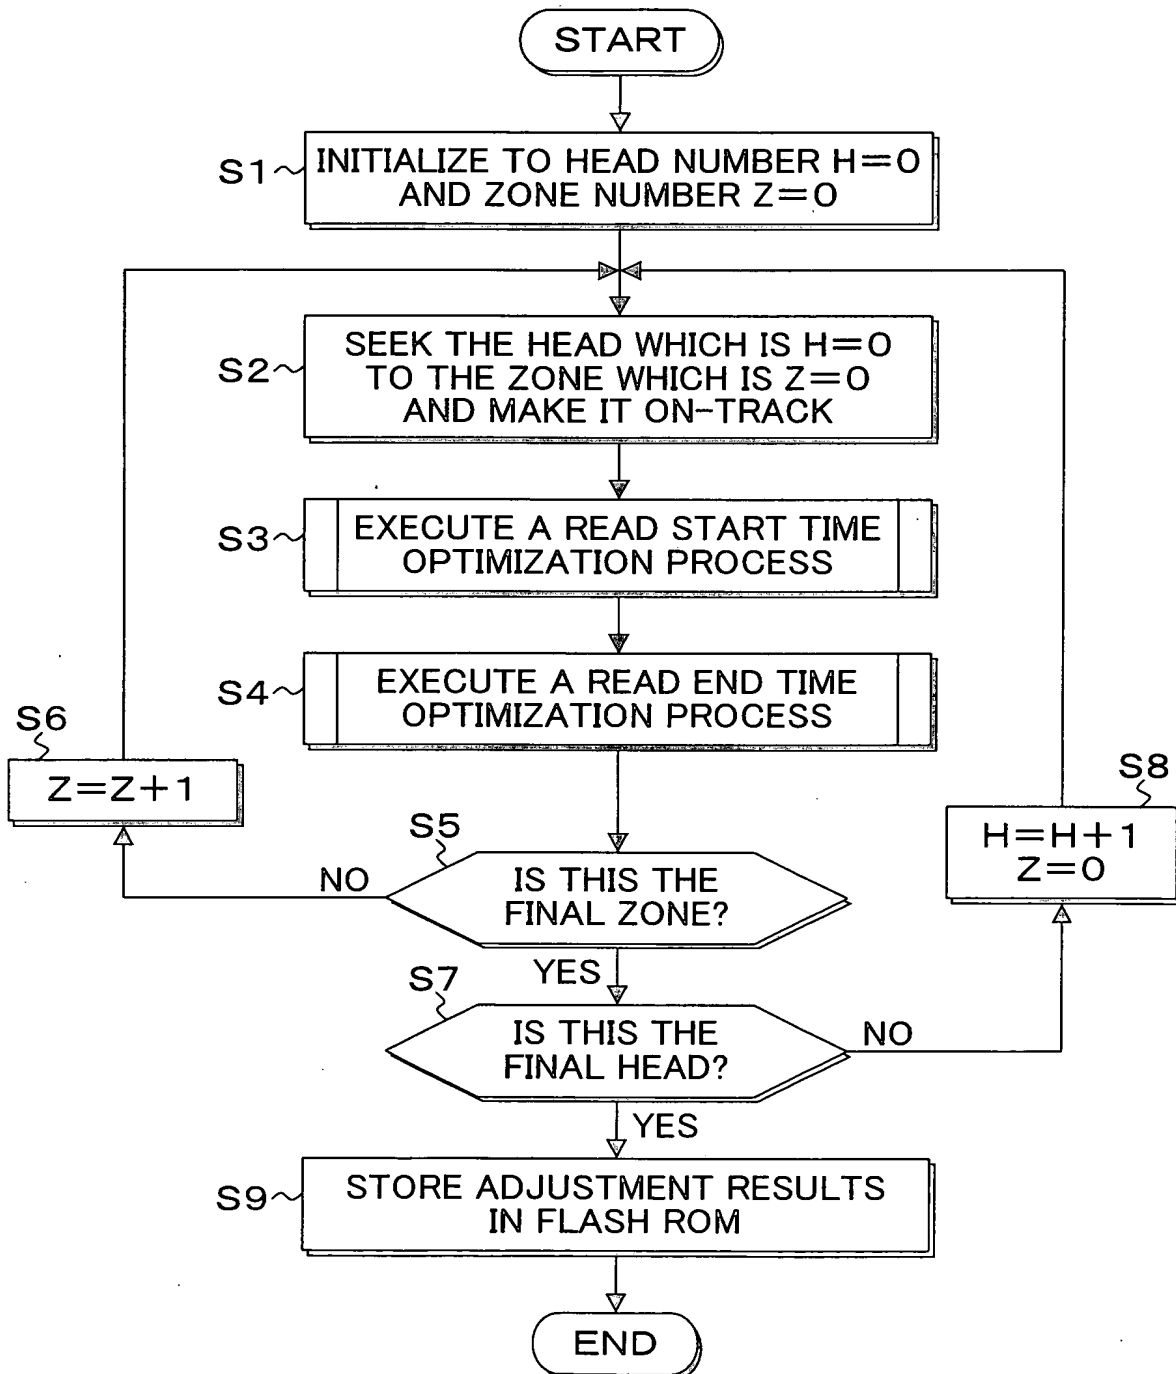 START
S1
INITIALIZE TO HEAD NUMBER H=0
AND ZONE NUMBER Z=0
S2
SEEK THE HEAD WHICH IS H=0
TO THE ZONE WHICH IS Z=0
AND MAKE IT ON-TRACK
S3
EXECUTE A READ START TIME
OPTIMIZATION PROCESS
S4
EXECUTE A READ END TIME
OPTIMIZATION PROCESS
S6
Z=Z+1
S8
H=H+1
Z=0
S5
NO
IS THIS THE
FINAL ZONE?
YES
S7
IS THIS THE
FINAL HEAD?
NO
YES
S9
STORE ADJUSTMENT RESULTS
IN FLASH ROM
END